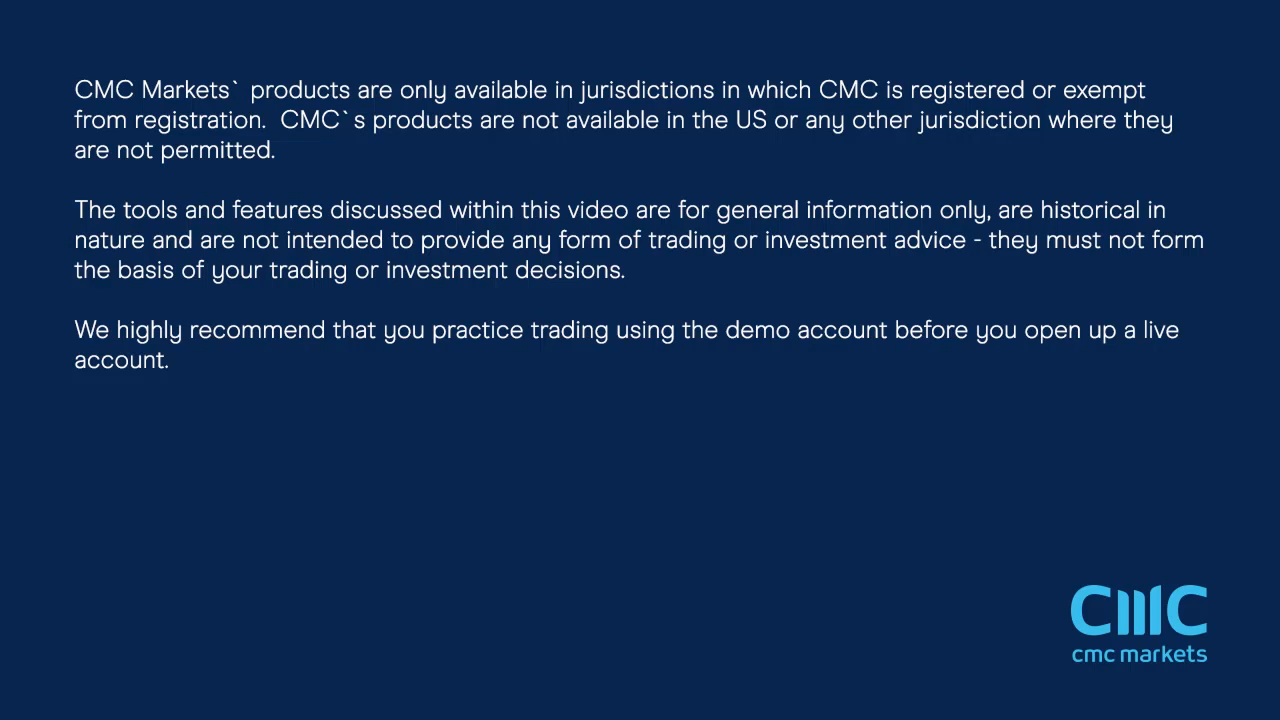 CMC Markets` products are only available in jurisdictions in which CMC is registered or exempt
from registration.  CMC`s products are not available in the US or any other jurisdiction where they
are not permitted.
The tools and features discussed within this video are for general information only, are historical in
nature and are not intended to provide any form of trading or investment advice - they must not form
the basis of your trading or investment decisions.
We highly recommend that you practice trading using the demo account before you open up a live
account.
CMC
cmc markets